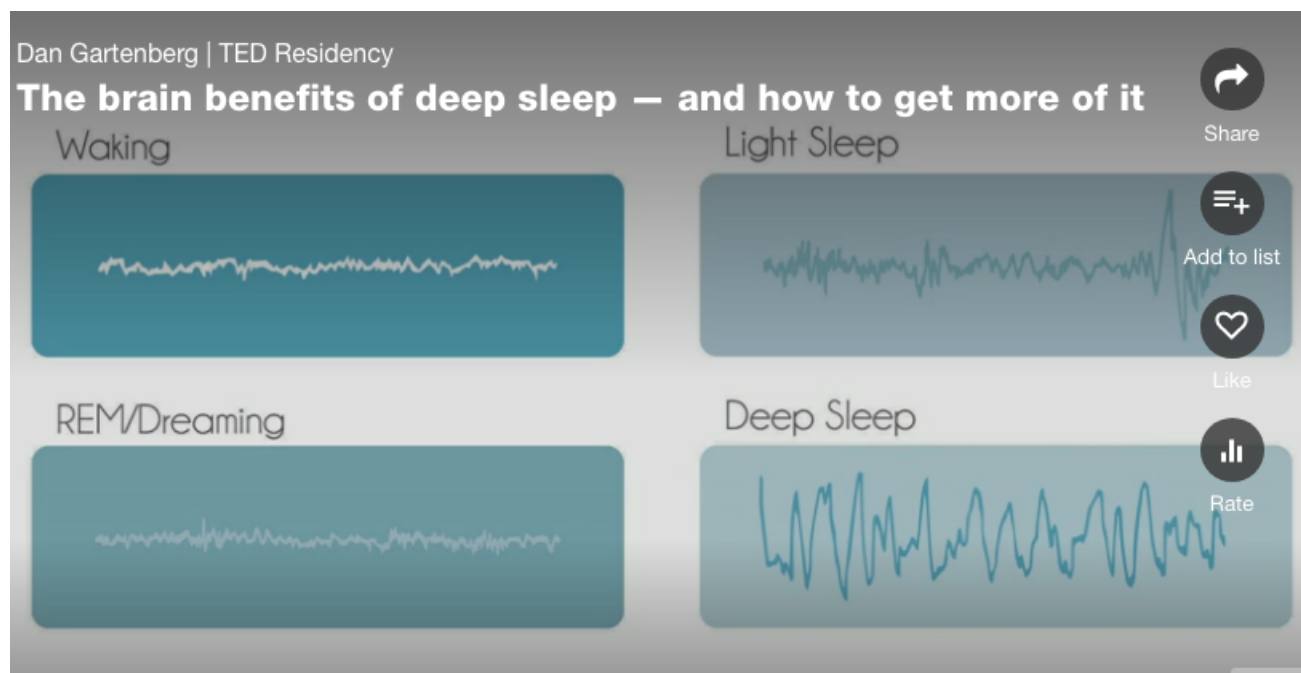 Dan Gartenberg | TED Residency
The brain benefits of deep sleep — and how to get more of it
Share
Waking
Light Sleep
Add to list
Like
REM/Dreaming
Deep Sleep
Rate